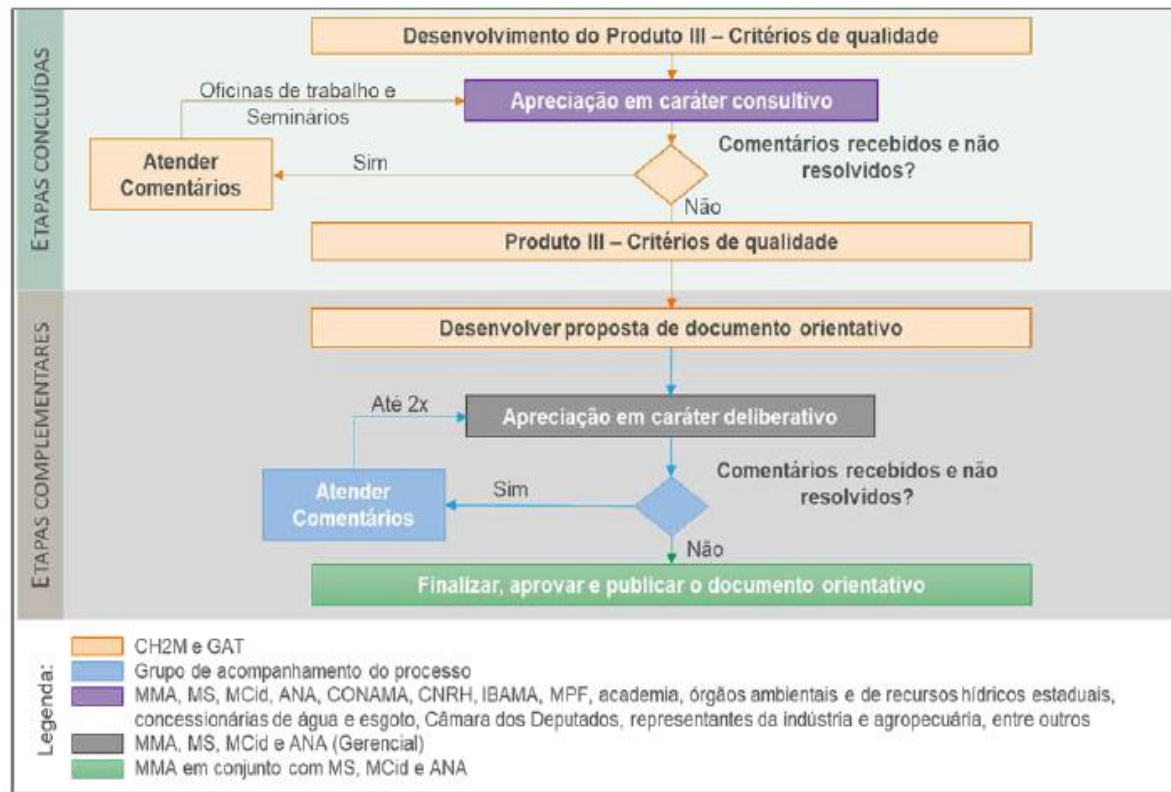 ETAPAS CONCLUÍDAS
Desenvolvimento do Produto III – Critérios de qualidade
Oficinas de trabalho e
Seminários
Apreciação em caráter consultivo
Atender
Comentários
Sim
Comentários recebidos e não
resolvidos?
Não
Produto III – Critérios de qualidade
ETAPAS COMPLEMENTARES
Desenvolver proposta de documento orientativo
Até 2x
Apreciação em caráter deliberativo
Atender
Comentários
Sim
Comentários recebidos e não
resolvidos?
Não
Finalizar, aprovar e publicar o documento orientativo
Legenda:
CH2M e GAT
Grupo de acompanhamento do processo
MMA, MS, MCid, ANA, CONAMA, CNRH, IBAMA, MPF, academia, órgãos ambientais e de recursos hídricos estaduais,
concessionárias de água e esgoto, Câmara dos Deputados, representantes da indústria e agropecuária, entre outros
MMA, MS, MCid e ANA (Gerencial)
MMA em conjunto com MS, MCid e ANA